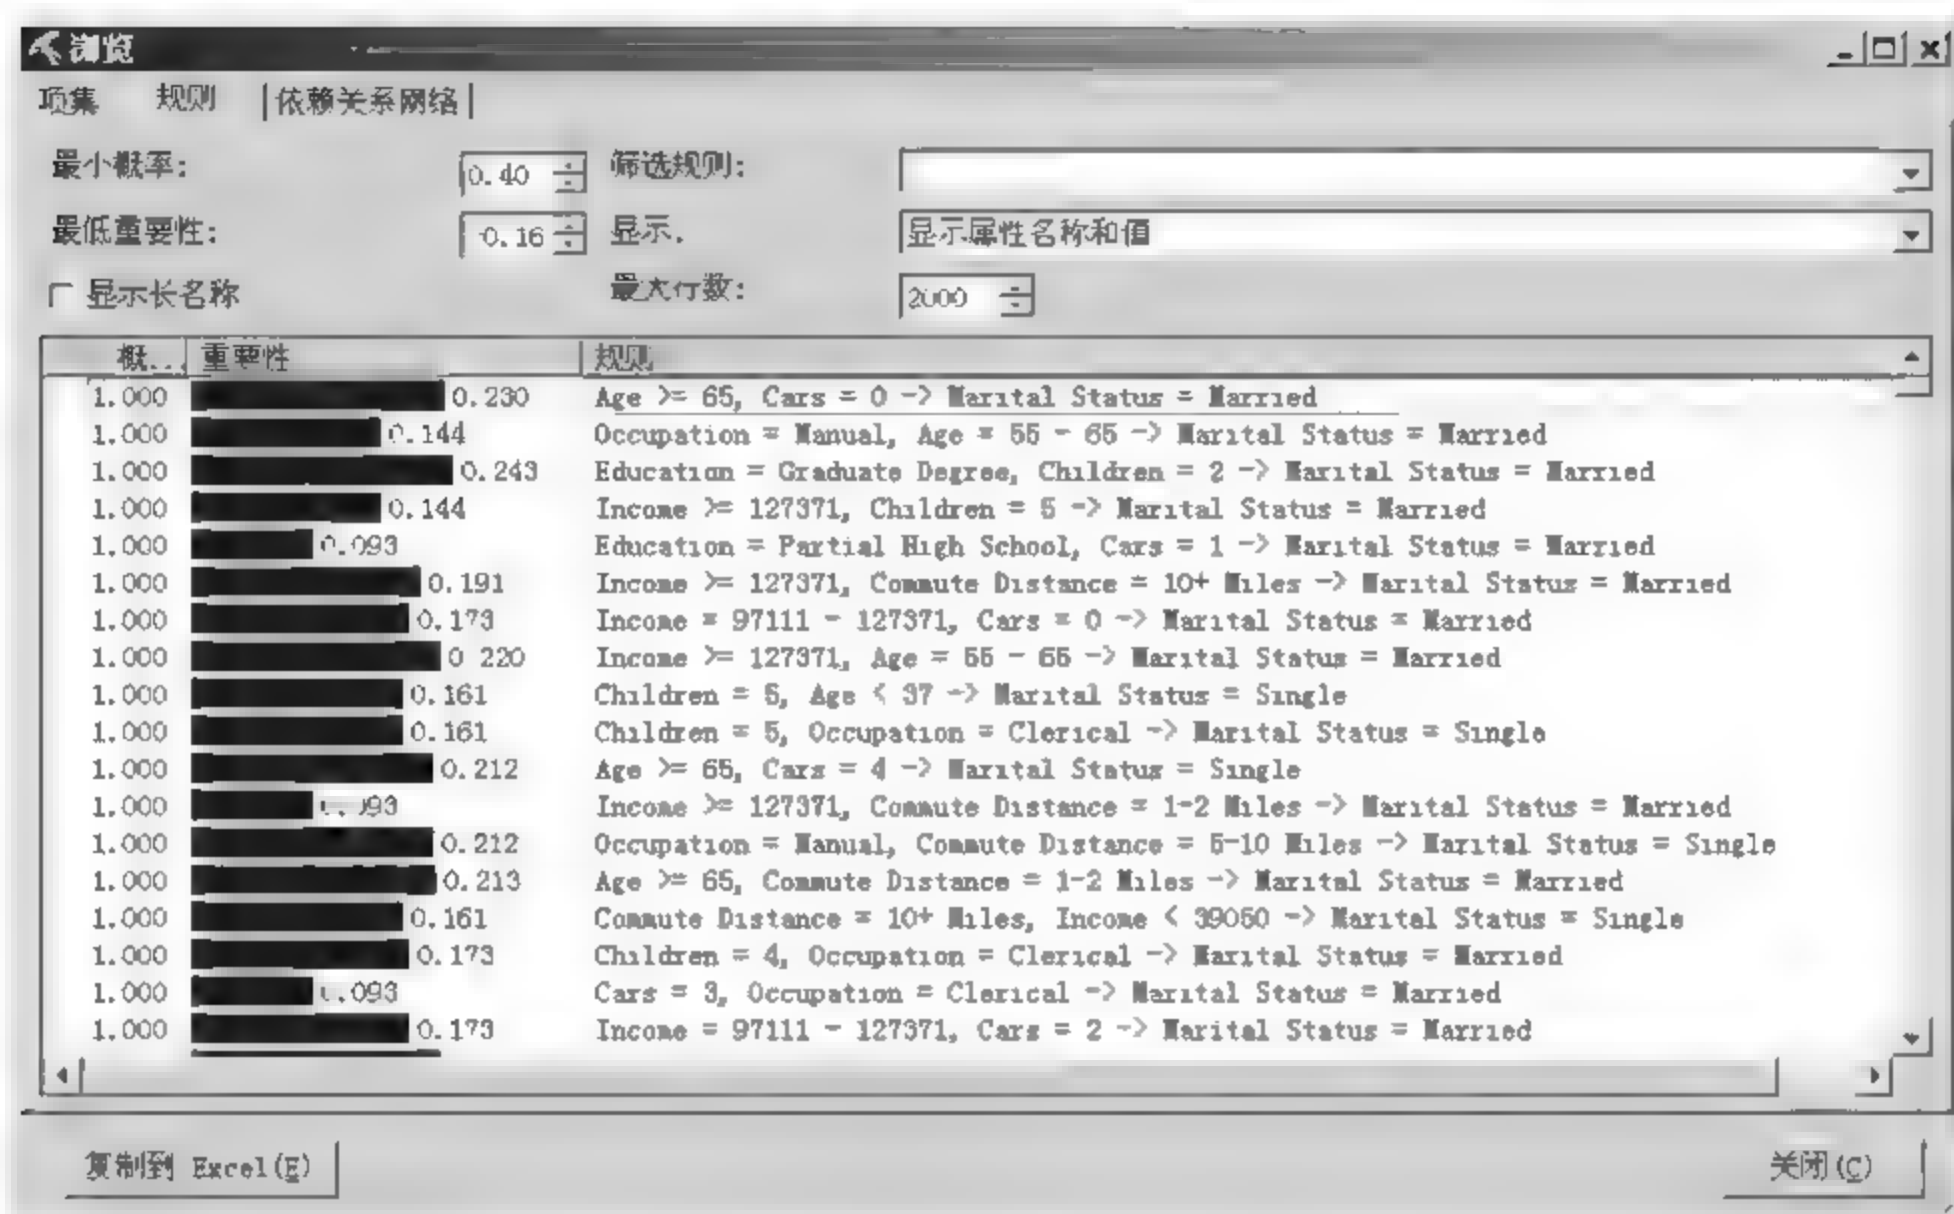 浏览
项集 规则 依赖关系网络
最小概率: 0.40 筛选规则:
最低重要性: -0.16 显示: 显示属性名称和值
显示长名称 最大行数: 2000
概... 重要性 规则
1.000 0.230 Age >= 65, Cars = 0 -> Marital Status = Married
1.000 0.144 Occupation = Manual, Age = 55 - 65 -> Marital Status = Married
1.000 0.243 Education = Graduate Degree, Children = 2 -> Marital Status = Married
1.000 0.144 Income >= 127371, Children = 5 -> Marital Status = Married
1.000 0.093 Education = Partial High School, Cars = 1 -> Marital Status = Married
1.000 0.191 Income >= 127371, Commute Distance = 10+ Miles -> Marital Status = Married
1.000 0.173 Income = 97111 - 127371, Cars = 0 -> Marital Status = Married
1.000 0.220 Income >= 127371, Age = 55 - 65 -> Marital Status = Married
1.000 0.161 Children = 5, Age < 37 -> Marital Status = Single
1.000 0.161 Children = 5, Occupation = Clerical -> Marital Status = Single
1.000 0.212 Age >= 65, Cars = 4 -> Marital Status = Single
1.000 0.093 Income >= 127371, Commute Distance = 1-2 Miles -> Marital Status = Married
1.000 0.212 Occupation = Manual, Commute Distance = 5-10 Miles -> Marital Status = Single
1.000 0.213 Age >= 65, Commute Distance = 1-2 Miles -> Marital Status = Married
1.000 0.161 Commute Distance = 10+ Miles, Income < 39050 -> Marital Status = Single
1.000 0.173 Children = 4, Occupation = Clerical -> Marital Status = Married
1.000 0.093 Cars = 3, Occupation = Clerical -> Marital Status = Married
1.000 0.173 Income = 97111 - 127371, Cars = 2 -> Marital Status = Married
复制到 Excel(E) 关闭(C)